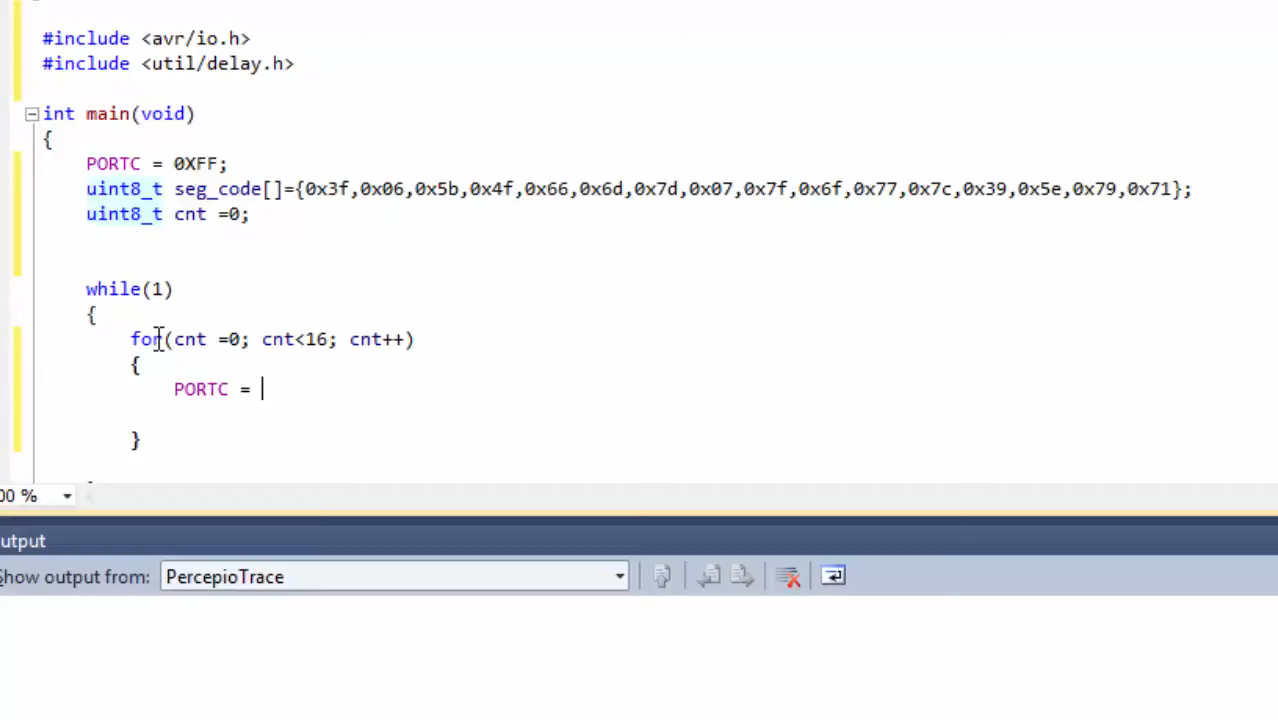 #include <avr/io.h>
#include <util/delay.h>
int main(void)
{
PORTC = 0XFF;
uint8_t seg_code[]={0x3f,0x06,0x5b,0x4f,0x66,0x6d,0x7d,0x07,0x7f,0x6f,0x77,0x7c,0x39,0x5e,0x79,0x71};
uint8_t cnt =0;
while(1)
{
for(cnt =0; cnt<16; cnt++)
{
PORTC =
}
00 %
utput
Show output from: PercepioTrace